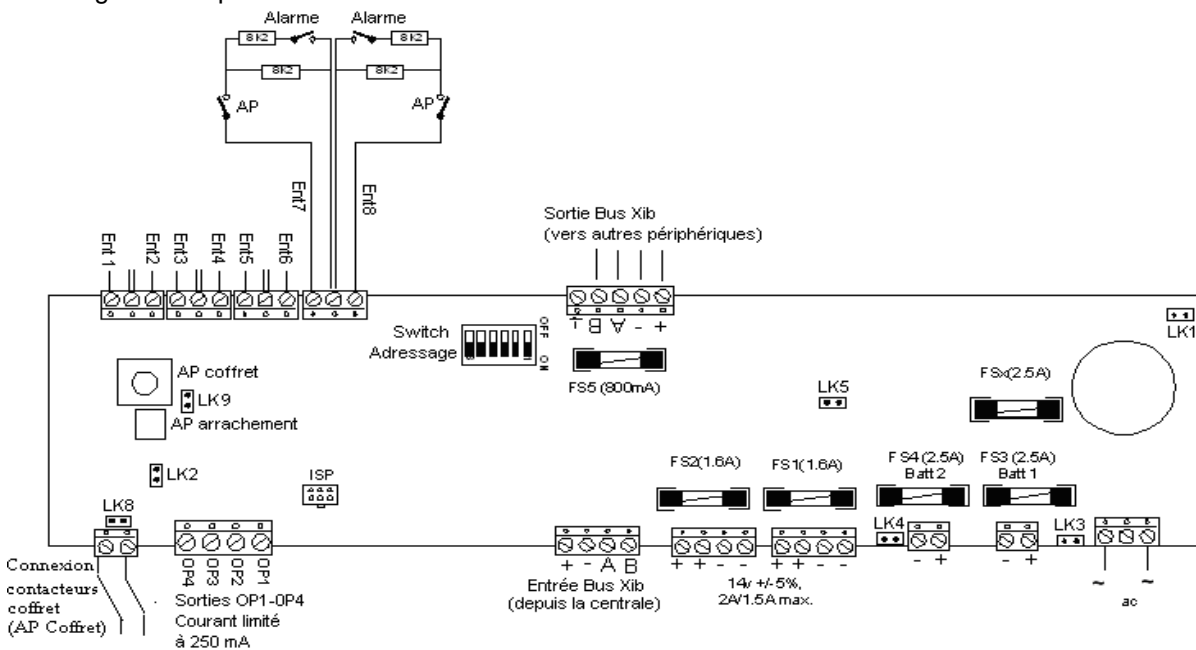 Alarme Alarme
8K2 8K2
8K2 8K2
AP AP
Ent7 Ent8
Ent 1 Ent2 Ent3 Ent4 Ent5 Ent6
Sortie Bus Xib
(vers autres périphériques)
B A - +
Switch
Adressage
OFF
ON
FS5 (800mA)
LK1
AP coffret
LK9
AP arrachement
LK5
FSx(2.5A)
LK2
ISP
FS2(1.6A) FS1(1.6A) FS4(2.5A)
Batt 2
FS3 (2.5A)
Batt 1
LK8
LK4 LK3
OP4 OP3 OP2 OP1
+ - A B
+ + - - + + - - - + - +
~ ~
ac
Connexion
contacteurs
coffret
(AP Coffret)
Sorties OP1-OP4
Courant limité
à 250 mA
Entrée Bus Xib
(depuis la centrale)
14v +/-5%,
2A/1.5A max.